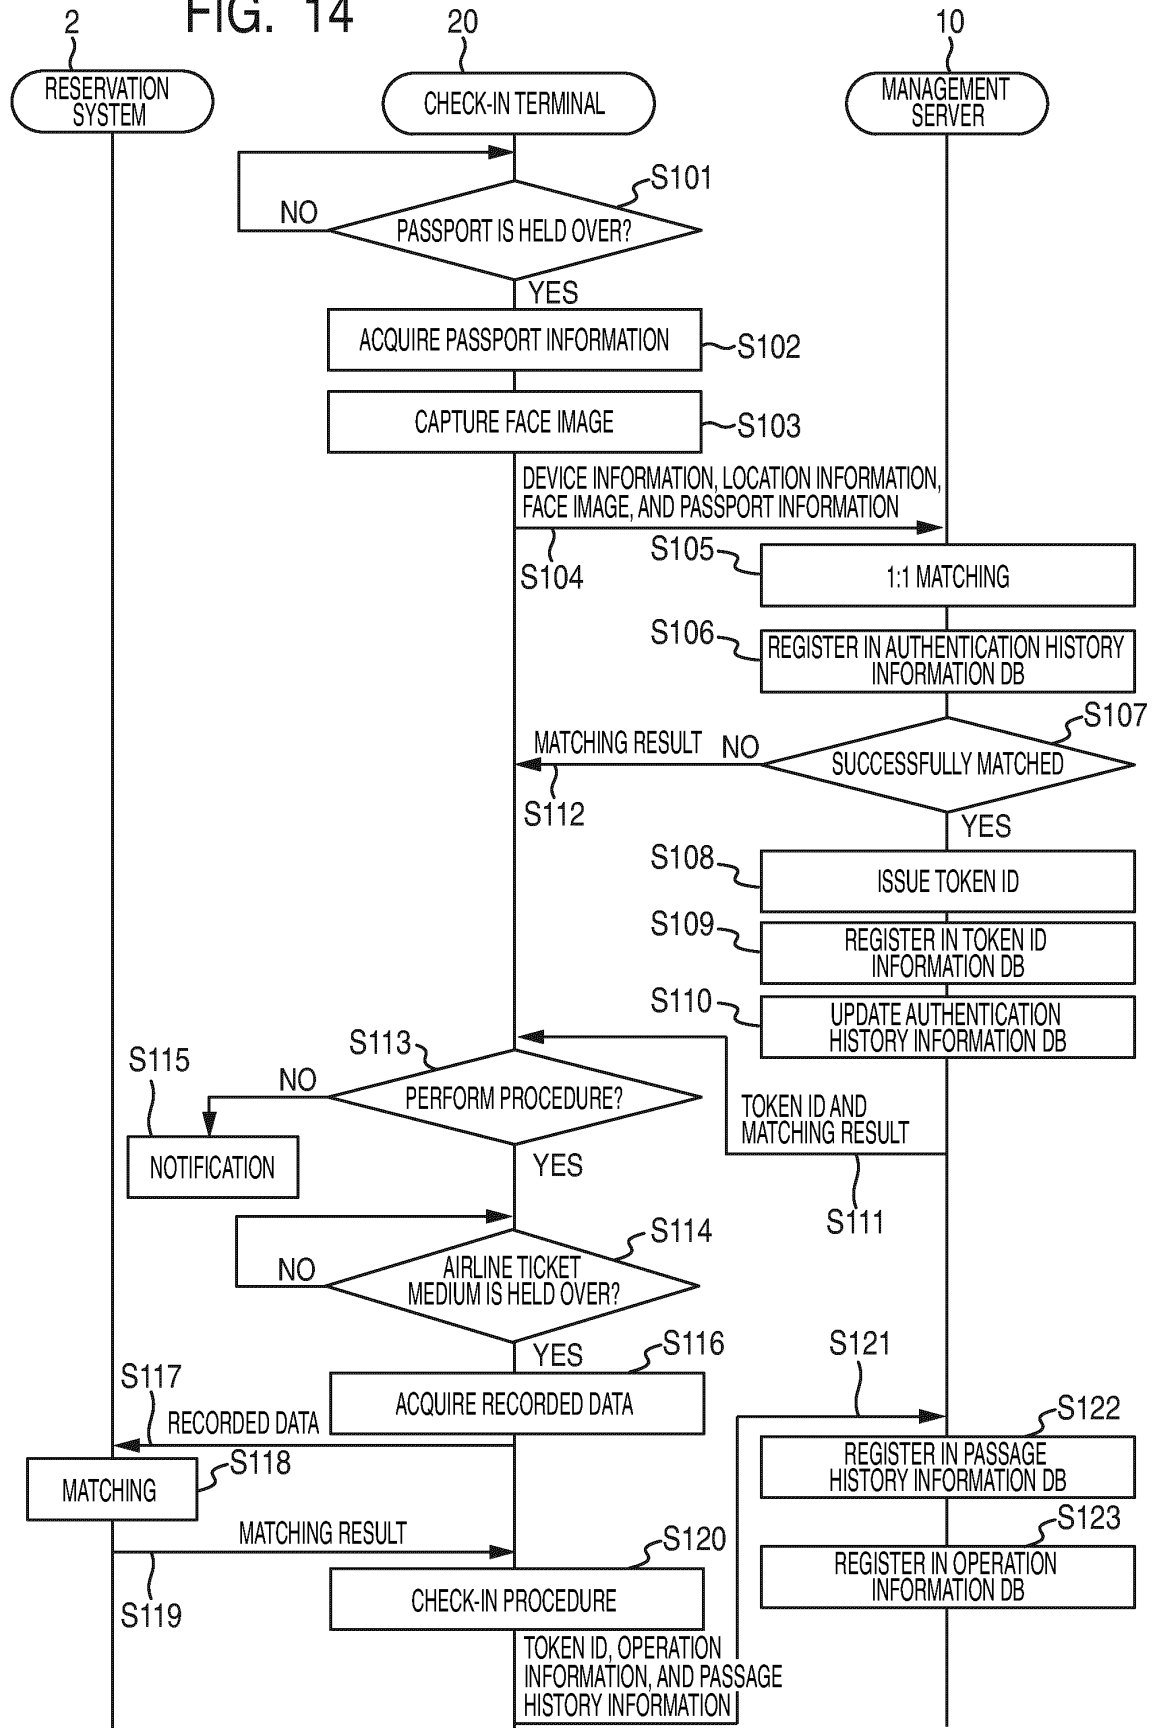 FIG. 14
2
20
10
RESERVATION
SYSTEM
CHECK-IN TERMINAL
MANAGEMENT
SERVER
S101
NO
PASSPORT IS HELD OVER?
YES
ACQUIRE PASSPORT INFORMATION
S102
CAPTURE FACE IMAGE
S103
DEVICE INFORMATION, LOCATION INFORMATION,
FACE IMAGE, AND PASSPORT INFORMATION
S104
S105
1:1 MATCHING
S106
REGISTER IN AUTHENTICATION HISTORY
INFORMATION DB
S107
MATCHING RESULT
NO
SUCCESSFULLY MATCHED
S112
YES
S108
ISSUE TOKEN ID
S109
REGISTER IN TOKEN ID
INFORMATION DB
S110
UPDATE AUTHENTICATION
HISTORY INFORMATION DB
S113
S115
NO
PERFORM PROCEDURE?
TOKEN ID AND
MATCHING RESULT
NOTIFICATION
YES
S111
S114
NO
AIRLINE TICKET
MEDIUM IS HELD OVER?
YES
S116
S121
S117
ACQUIRE RECORDED DATA
RECORDED DATA
S122
REGISTER IN PASSAGE
HISTORY INFORMATION DB
S118
MATCHING
S123
MATCHING RESULT
S120
REGISTER IN OPERATION
INFORMATION DB
S119
CHECK-IN PROCEDURE
TOKEN ID, OPERATION
INFORMATION, AND PASSAGE
HISTORY INFORMATION